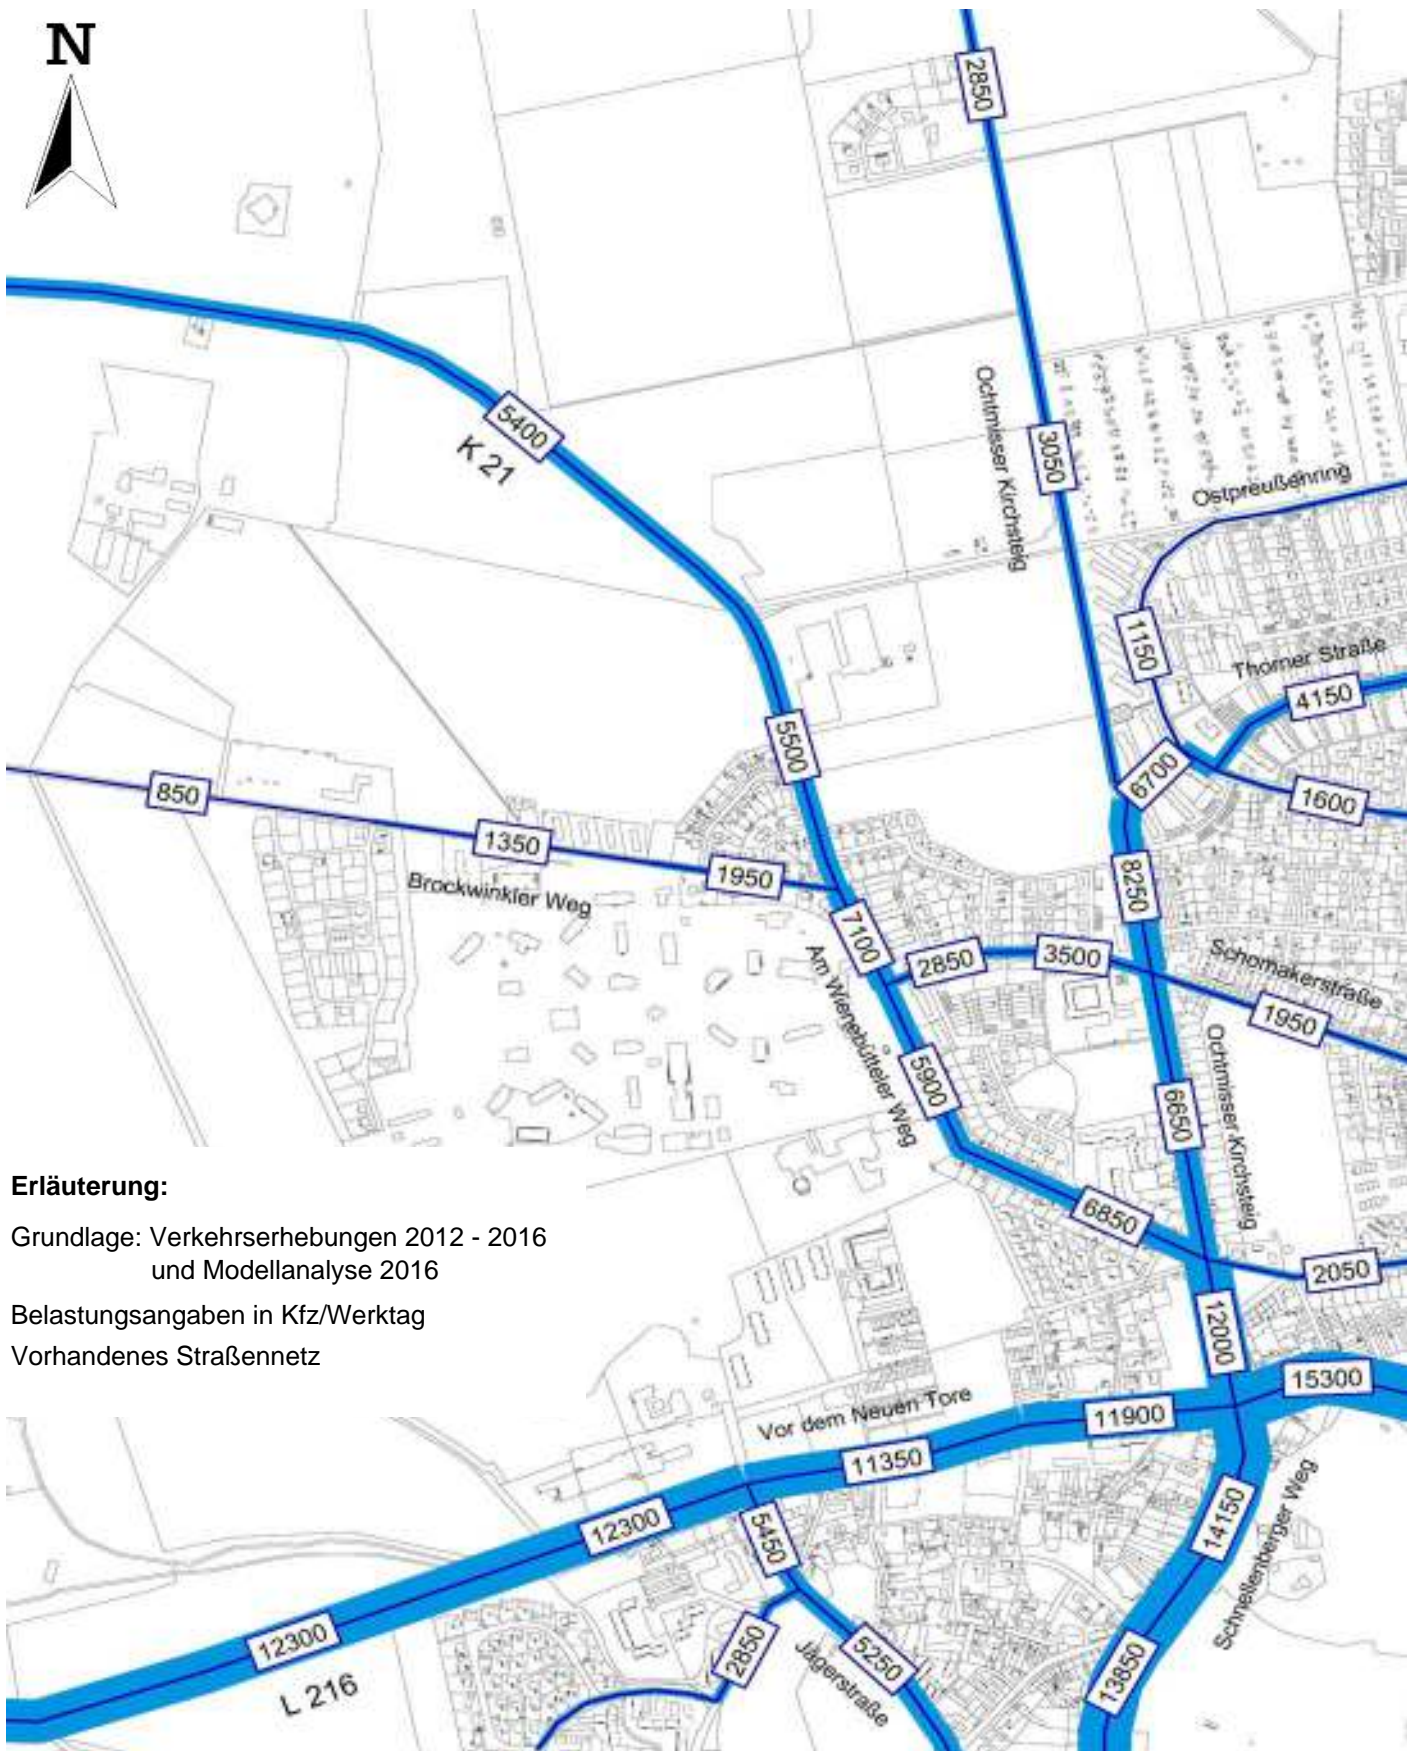 N
2850
5400
K 21
Ochtmisser Kirchsteig
3050
Ostpreußenring
1150
Thorner Straße
4150
5500
6700
1600
850
1350
1950
Brockwinkler Weg
8250
7100
2850
3500
Schomakerstraße
1950
Am Wienebütteler Weg
5900
Ochtmisser Kirchsteig
6650
Erläuterung:
Grundlage: Verkehrserhebungen 2012 - 2016
und Modellanalyse 2016
Belastungsangaben in Kfz/Werktag
Vorhandenes Straßennetz
6850
2050
12000
15300
Vor dem Neuen Tore
11900
11350
12300
5450
14150
Schnellenberger Weg
12300
L 216
2850
5250
Jägerstraße
13850